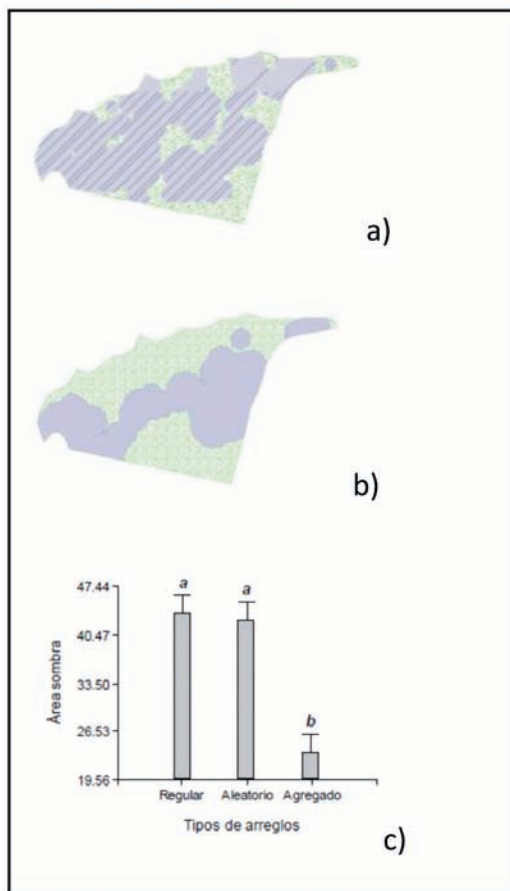 a)
b)
a
a
b
47.44
40.47
33.50
26.53
19.56
Área sombra
Regular Aleatorio Agregado
Tipos de arreglos
c)